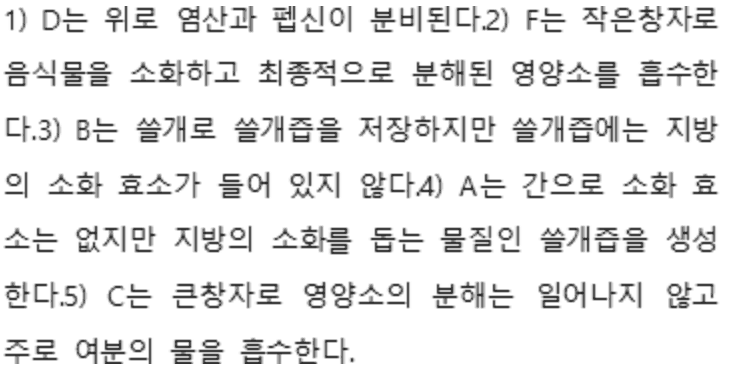 1) D는 위로 염산과 펩신이 분비된다.2) F는 작은창자로
음식물을 소화하고 최종적으로 분해된 영양소를 흡수한
다.3) B는 쓸개로 쓸개즙을 저장하지만 쓸개즙에는 지방
의 소화 효소가 들어 있지 않다.4) A는 간으로 소화 효
소는 없지만 지방의 소화를 돕는 물질인 쓸개즙을 생성
한다.5) C는 큰창자로 영양소의 분해는 일어나지 않고
주로 여분의 물을 흡수한다.